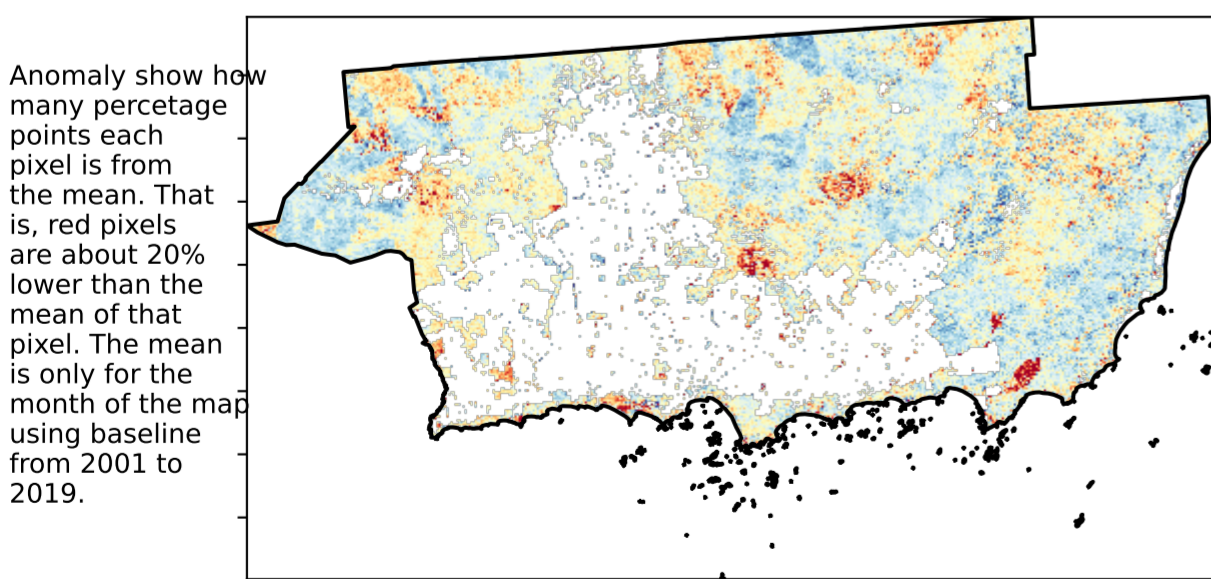 Anomaly show how
many percetage
points each
pixel is from
the mean. That
is, red pixels
are about 20%
lower than the
mean of that
pixel. The mean
is only for the
month of the map
using baseline
from 2001 to
2019.